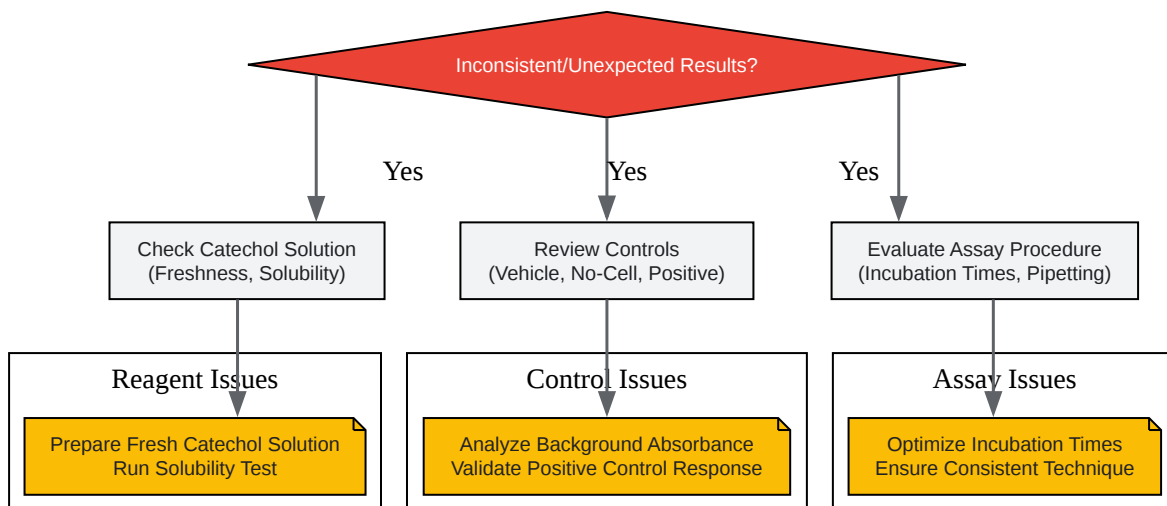 Inconsistent/Unexpected Results?
Yes
Yes
Yes
Check Catechol Solution
(Freshness, Solubility)
Review Controls
(Vehicle, No-Cell, Positive)
Evaluate Assay Procedure
(Incubation Times, Pipetting)
Reagent Issues
Control Issues
Assay Issues
Prepare Fresh Catechol Solution
Run Solubility Test
Analyze Background Absorbance
Validate Positive Control Response
Optimize Incubation Times
Ensure Consistent Technique